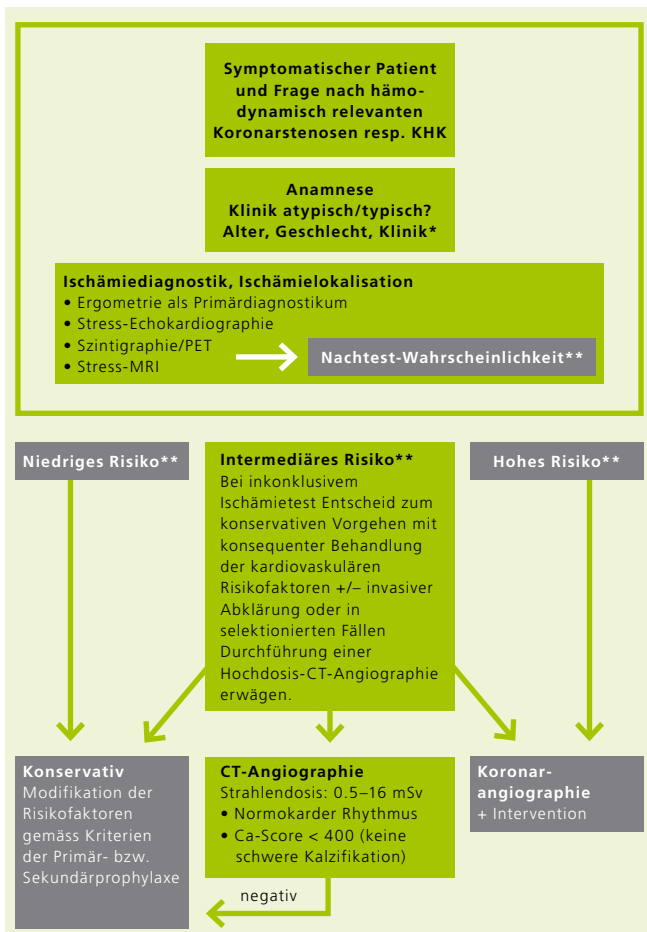 Symptomatischer Patient
und Frage nach hämo-
dynamisch relevanten
Koronarstenosen resp. KHK
Anamnese
Klinik atypisch/typisch?
Alter, Geschlecht, Klinik*
Ischämiediagnostik, Ischämielokalisation
• Ergometrie als Primärdiagnostikum
• Stress-Echokardiographie
• Szintigraphie/PET
• Stress-MRI
Nachtest-Wahrscheinlichkeit**
Niedriges Risiko**
Intermediäres Risiko**
Bei inkonklusivem
Ischämietest Entscheid zum
konservativen Vorgehen mit
konsequenter Behandlung
der kardiovaskulären
Risikofaktoren +/– invasiver
Abklärung oder in
selektionierten Fällen
Durchführung einer
Hochdosis-CT-Angiographie
erwägen.
Hohes Risiko**
Konservativ
Modifikation der
Risikofaktoren
gemäss Kriterien
der Primär- bzw.
Sekundärprophylaxe
CT-Angiographie
Strahlendosis: 0.5–16 mSv
• Normokarder Rhythmus
• Ca-Score < 400 (keine
schwere Kalzifikation)
Koronar-
angiographie
+ Intervention
negativ